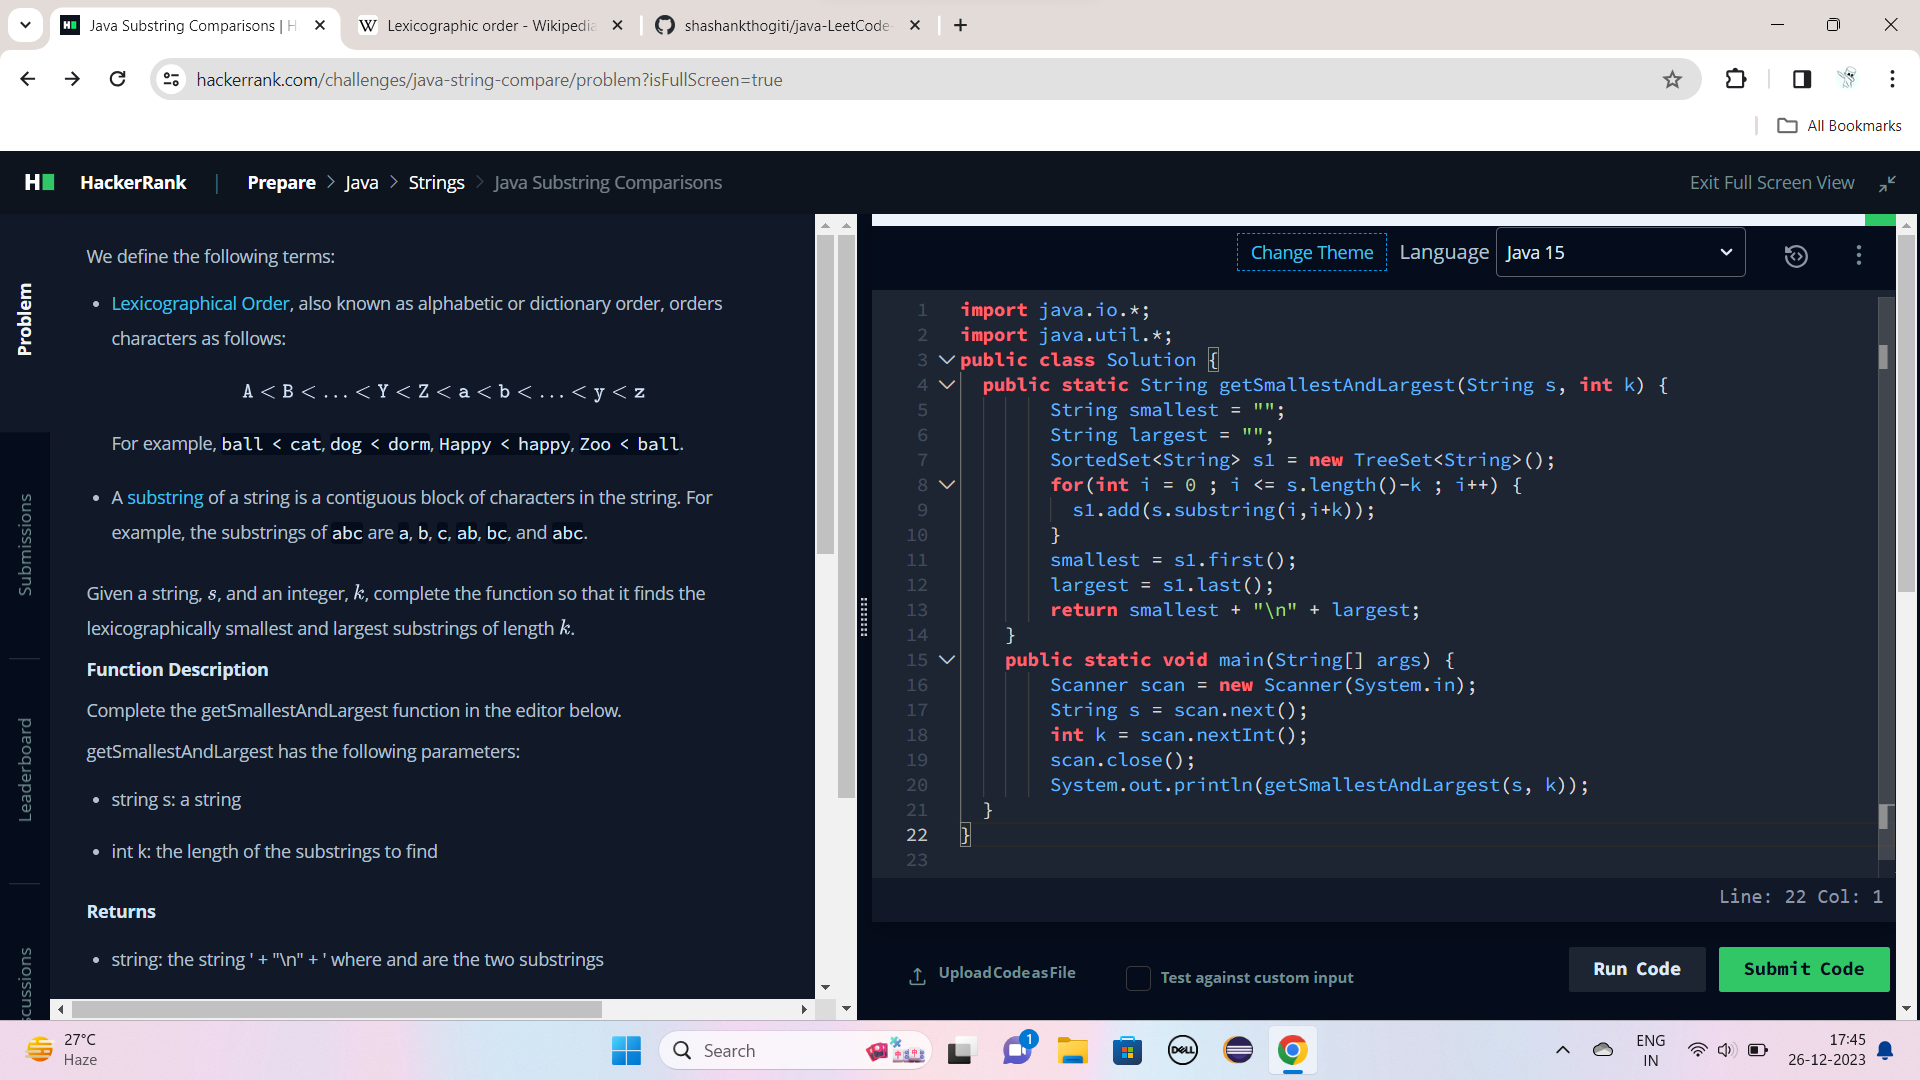 Java Substring Comparisons | H
Lexicographic order - Wikipedia
shashankthogiti/java-LeetCode-
hackerrank.com/challenges/java-string-compare/problem?isFullScreen=true
All Bookmarks
HackerRank | Prepare > Java > Strings > Java Substring Comparisons
Exit Full Screen View
Problem
Submissions
Leaderboard
cussions
We define the following terms:
• Lexicographical Order, also known as alphabetic or dictionary order, orders
characters as follows:
A < B < ... < Y < Z < a < b < ... < y < z
For example, ball < cat, dog < dorm, Happy < happy, Zoo < ball.
• A substring of a string is a contiguous block of characters in the string. For
example, the substrings of abc are a, b, c, ab, bc, and abc.
Given a string, s, and an integer, k, complete the function so that it finds the
lexicographically smallest and largest substrings of length k.
Function Description
Complete the getSmallestAndLargest function in the editor below.
getSmallestAndLargest has the following parameters:
• string s: a string
• int k: the length of the substrings to find
Returns
• string: the string ' + "\n" + ' where and are the two substrings
Change Theme
Language
Java 15
1 import java.io.*;
2 import java.util.*;
3 public class Solution {
4 public static String getSmallestAndLargest(String s, int k) {
5 String smallest = "";
6 String largest = "";
7 SortedSet<String> s1 = new TreeSet<String>();
8 for(int i = 0 ; i <= s.length()-k ; i++) {
9 s1.add(s.substring(i,i+k));
10 }
11 smallest = s1.first();
12 largest = s1.last();
13 return smallest + "\n" + largest;
14 }
15 public static void main(String[] args) {
16 Scanner scan = new Scanner(System.in);
17 String s = scan.next();
18 int k = scan.nextInt();
19 scan.close();
20 System.out.println(getSmallestAndLargest(s, k));
21 }
22 }
23
Line: 22 Col: 1
Upload Code as File
Test against custom input
Run Code
Submit Code
27°C
Haze
Search
1
DELL
ENG
IN
17:45
26-12-2023